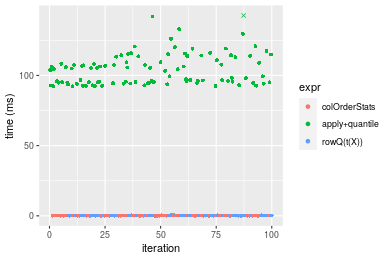 100
50
0
time (ms)
0
25
50
75
100
iteration
expr
colOrderStats
apply+quantile
rowQ(t(X))